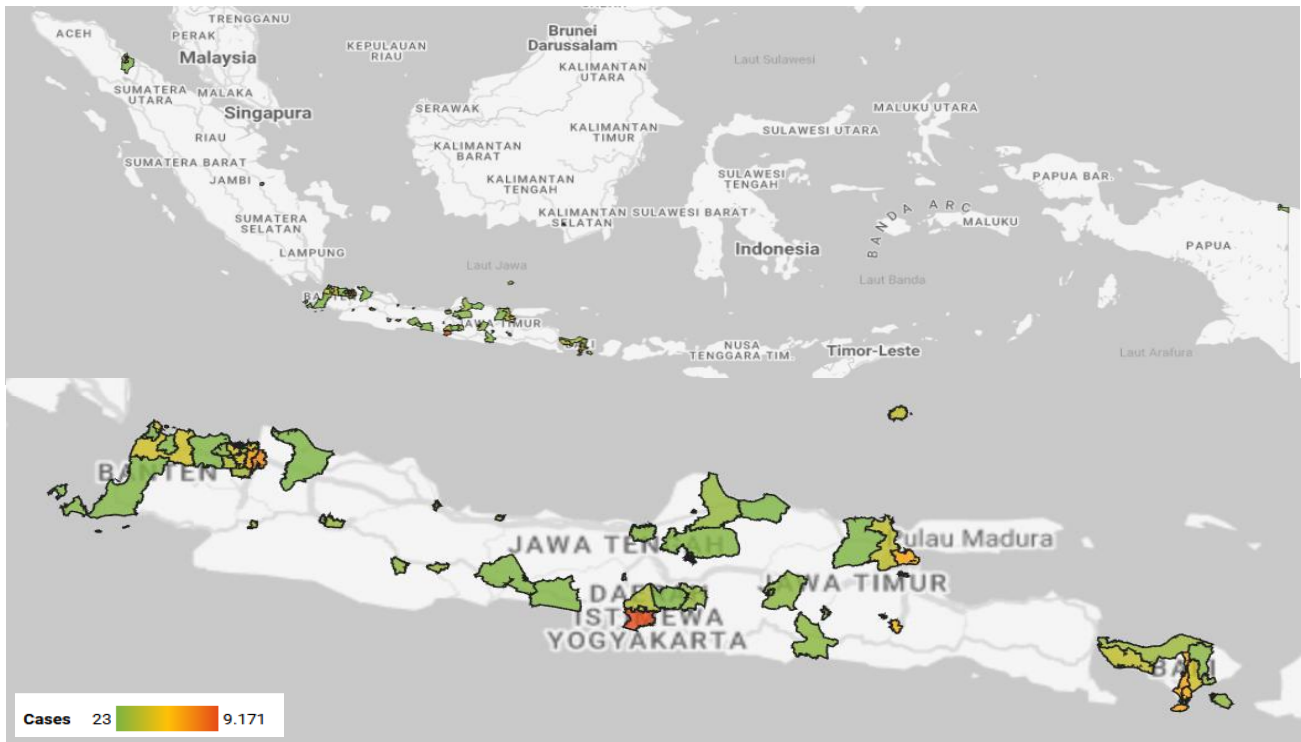 TRENGGANU
ACEH
PERAK
Malaysia
KEPULAUAN
RIAU
Brunei
Darussalam
Laut Sulawesi
KALIMANTAN
UTARA
SUMATERA
UTARA
MALAKA
Singapura
SERAWAK
MALUKU UTARA
RIAU
KALIMANTAN
TIMUR
SULAWESI UTARA
KALIMANTAN
BARAT
SUMATERA BARAT
JAMBI
KALIMANTAN
TENGAH
SULAWESI
TENGAH
PAPUA BAR.
SUMATERA
SELATAN
KALIMANTAN
SELATAN
SULAWESI BARAT
BANDA ARC
MALUKU
LAMPUNG
Indonesia
PAPUA
Laut Jawa
Laut Banda
BANTEN
JAWA TIMUR
NUSA
TENGGARA TIM.
Timor-Leste
Laut Arafura
BANTEN
JAWA TENGAH
Pulau Madura
DAERAH
ISTIMEWA
YOGYAKARTA
JAWA TIMUR
BALI
Cases 23 9.171